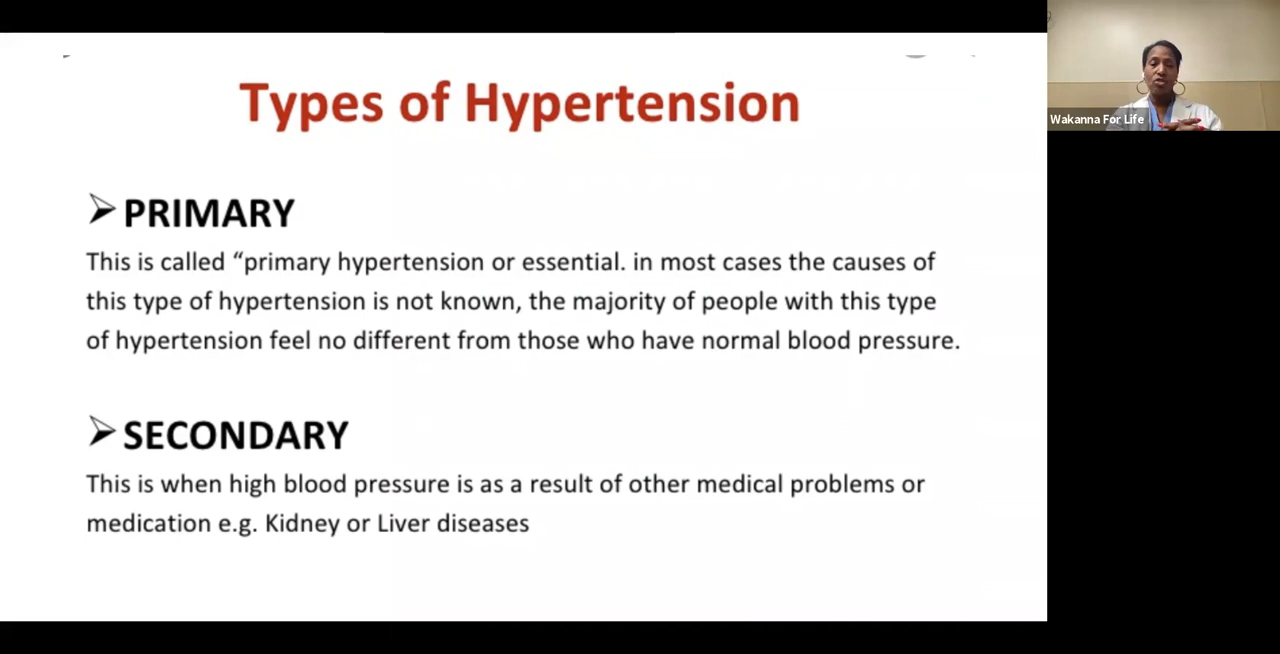 Types of Hypertension
PRIMARY
This is called “primary hypertension or essential. in most cases the causes of
this type of hypertension is not known, the majority of people with this type
of hypertension feel no different from those who have normal blood pressure.
SECONDARY
This is when high blood pressure is as a result of other medical problems or
medication e.g. Kidney or Liver diseases
Wakanna For Life